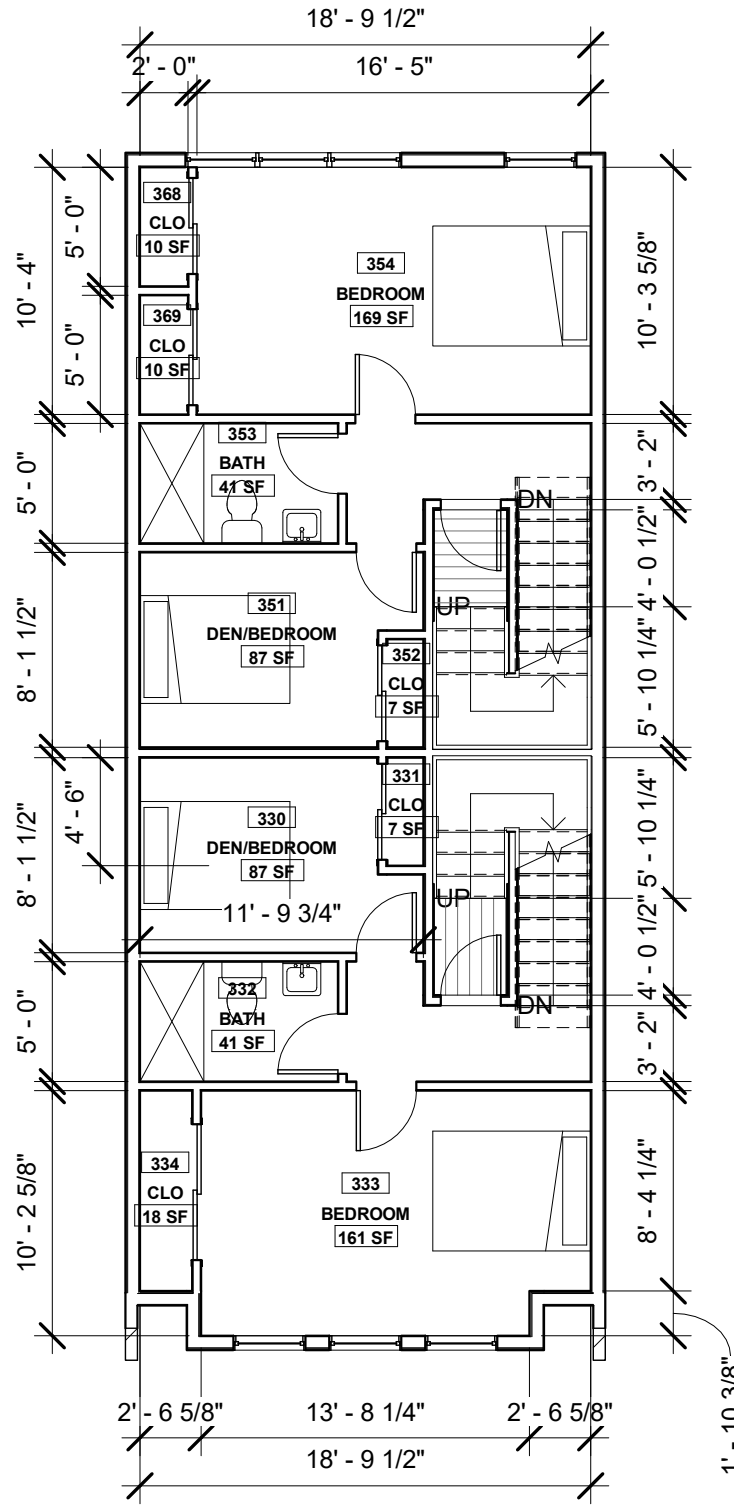 18' - 9 1/2"
2' - 0"
16' - 5"
368
CLO
10 SF
5' - 0"
10' - 4"
354
BEDROOM
169 SF
10' - 3 5/8"
369
CLO
10 SF
5' - 0"
353
BATH
41 SF
5' - 0"
3' - 2"
DN
4' - 0 1/2"
UP
351
DEN/BEDROOM
87 SF
8' - 1 1/2"
352
CLO
7 SF
5' - 10 1/4"
331
CLO
7 SF
4' - 6"
8' - 1 1/2"
330
DEN/BEDROOM
87 SF
11' - 9 3/4"
5' - 10 1/4"
UP
4' - 0 1/2"
DN
332
BATH
41 SF
5' - 0"
3' - 2"
334
CLO
18 SF
10' - 2 5/8"
333
BEDROOM
161 SF
8' - 4 1/4"
1' - 10 3/8"
2' - 6 5/8"
13' - 8 1/4"
2' - 6 5/8"
18' - 9 1/2"